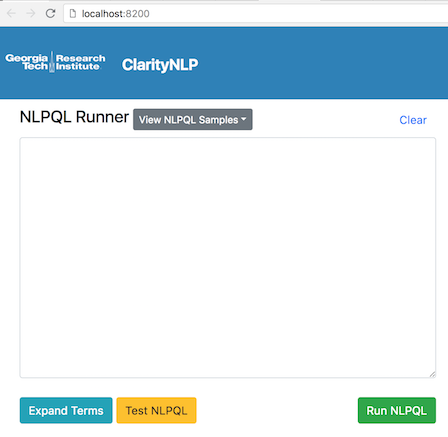 localhost:8200
Georgia Tech Research Institute
ClarityNLP
NLPQL Runner View NLPQL Samples Clear
Expand Terms Test NLPQL Run NLPQL